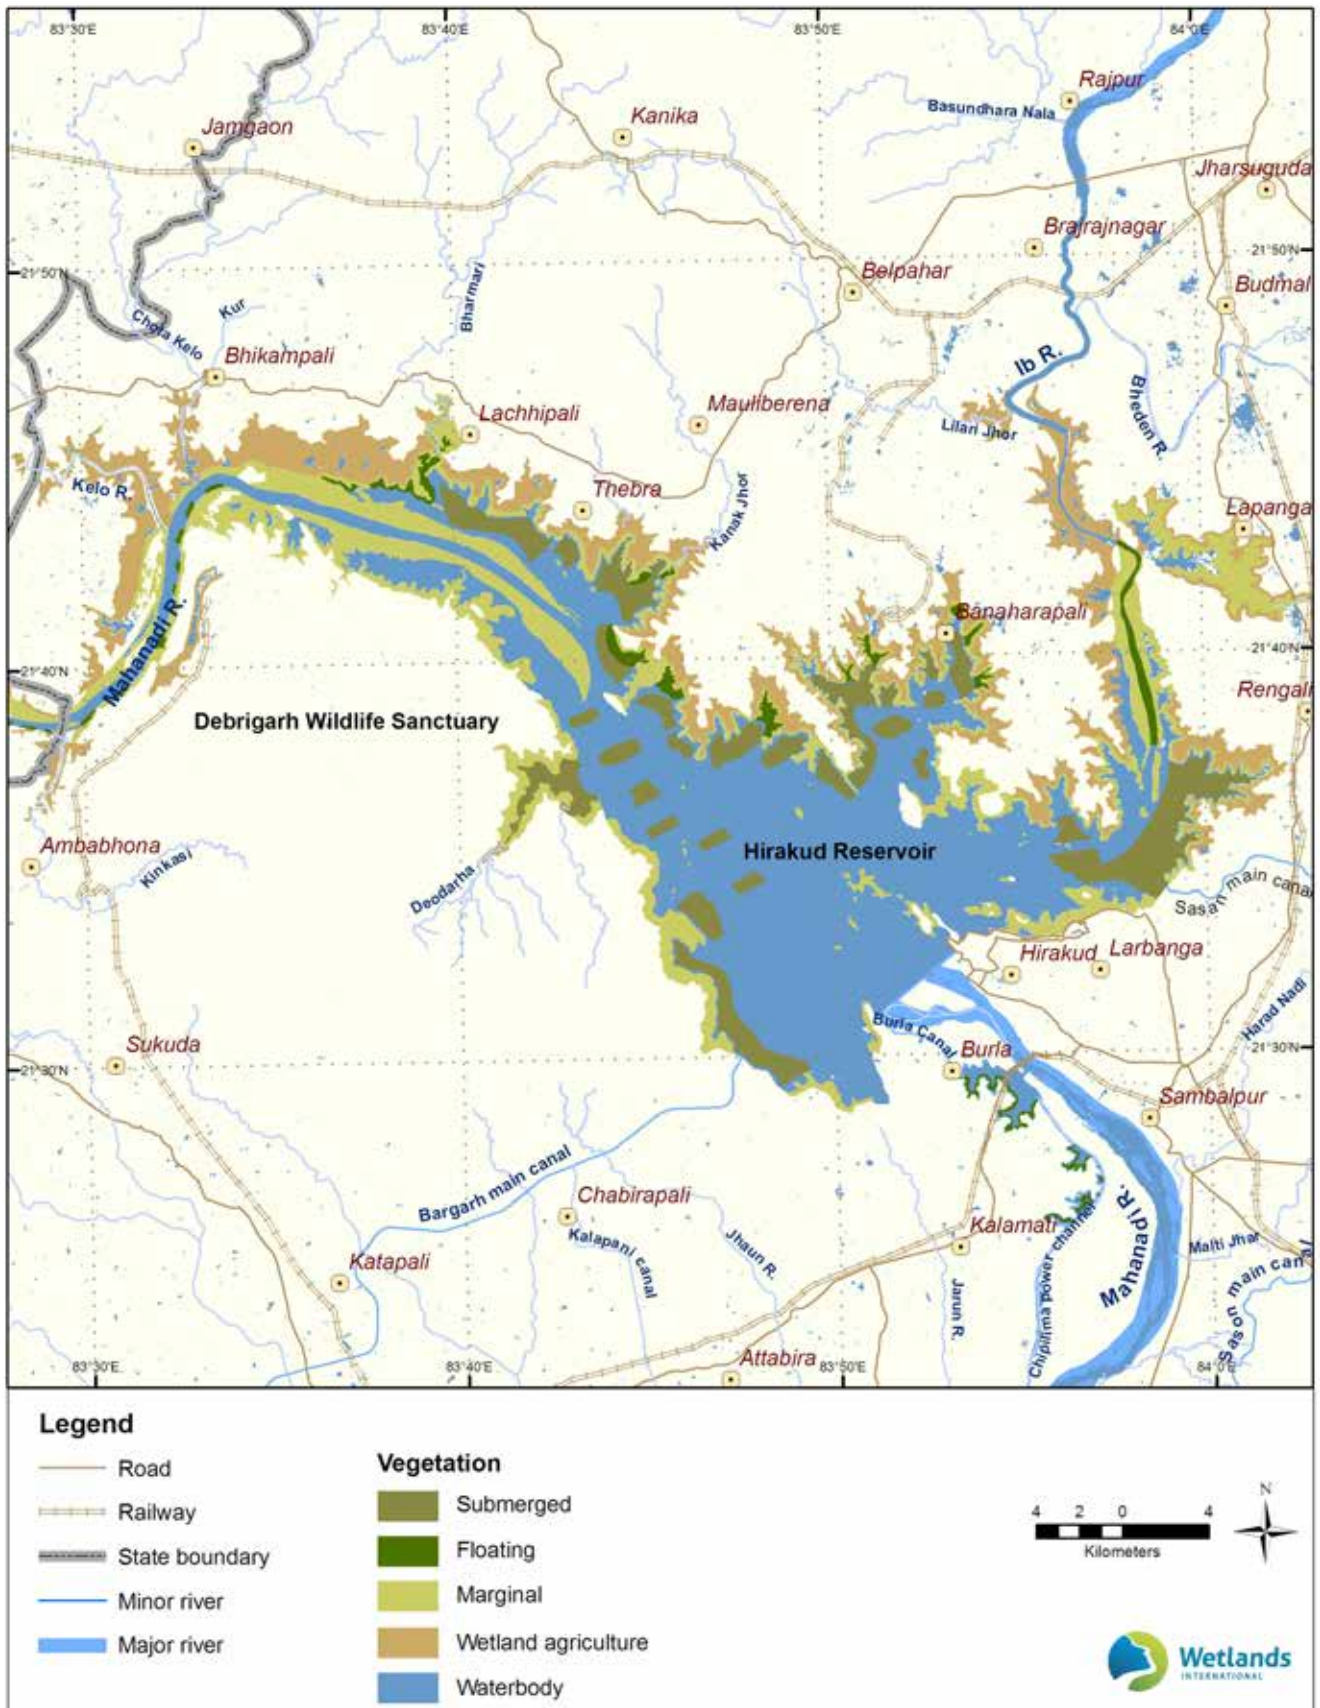 83°30'E
83°40'E
83°50'E
84°0'E
Rajpur
Basundhara Nala
Kanika
Jamgaon
Jharsuguda
Brajrajnagar
21°50'N
21°50'N
Belpahar
Budmal
Bharmari
Kur
Chota Kelo
Bhikampali
Ib R.
Bheden R.
Lachhipali
Mauliberena
Lilari Jhor
Kelo R.
Thebra
Kanak Jhor
Lapanga
Banaharapali
21°40'N
21°40'N
Mahanadi R.
Rengali
Debrigarh Wildlife Sanctuary
Hirakud Reservoir
Ambabhona
Kinkasi
Deodarha
Sasan main canal
Hirakud
Larbanga
Harad Nadi
Burla Canal
Burla
Sukuda
21°30'N
21°30'N
Sambalpur
Bargarh main canal
Chabirapali
Kalapani canal
Jhaun R.
Kalamati
Katapali
Jarun R.
Chiplima power channel
Mahanadi R.
Malti Jhar
Sason main canal
Attabira
83°30'E
83°40'E
83°50'E
84°0'E
Legend
Road
Railway
State boundary
Minor river
Major river
Vegetation
Submerged
Floating
Marginal
Wetland agriculture
Waterbody
N
4 2 0 4
Kilometers
Wetlands
INTERNATIONAL